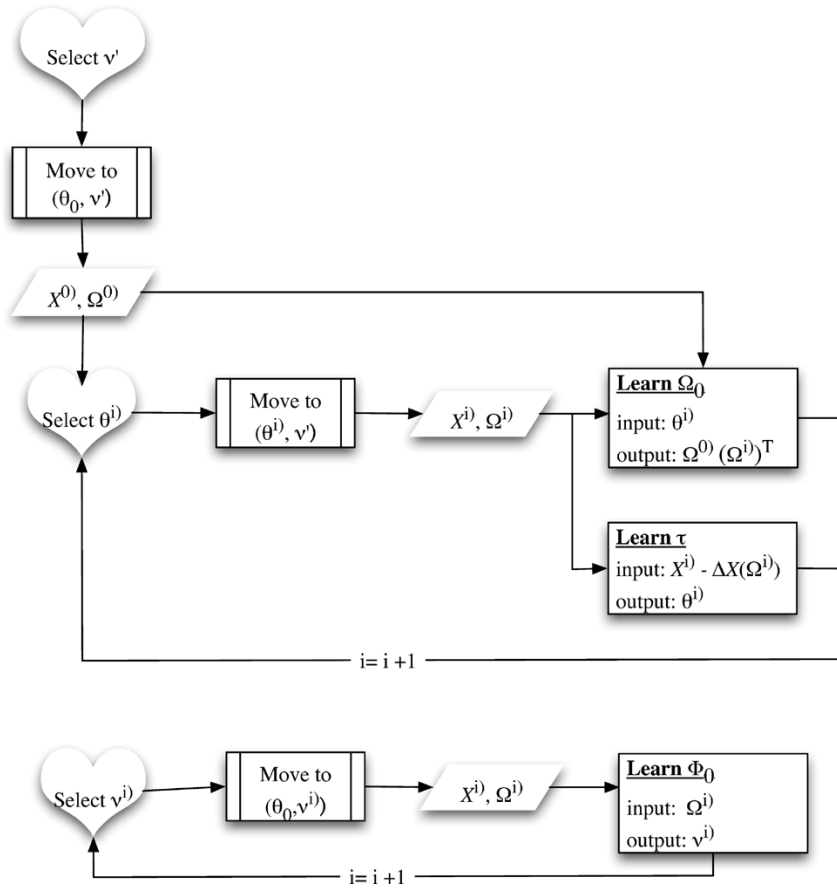 Select ν'
Move to
(θ₀, ν')
X⁰⁾, Ω⁰⁾
Select θⁱ⁾
Move to
(θⁱ⁾, ν')
Xⁱ⁾, Ωⁱ⁾
Learn Ω₀
input: θⁱ⁾
output: Ω⁰⁾ (Ωⁱ⁾)ᵀ
Learn τ
input: Xⁱ⁾ - ΔX(Ωⁱ⁾)
output: θⁱ⁾
i= i +1
Select νⁱ⁾
Move to
(θ₀,νⁱ⁾)
Xⁱ⁾, Ωⁱ⁾
Learn Φ₀
input: Ωⁱ⁾
output: νⁱ⁾
i= i +1